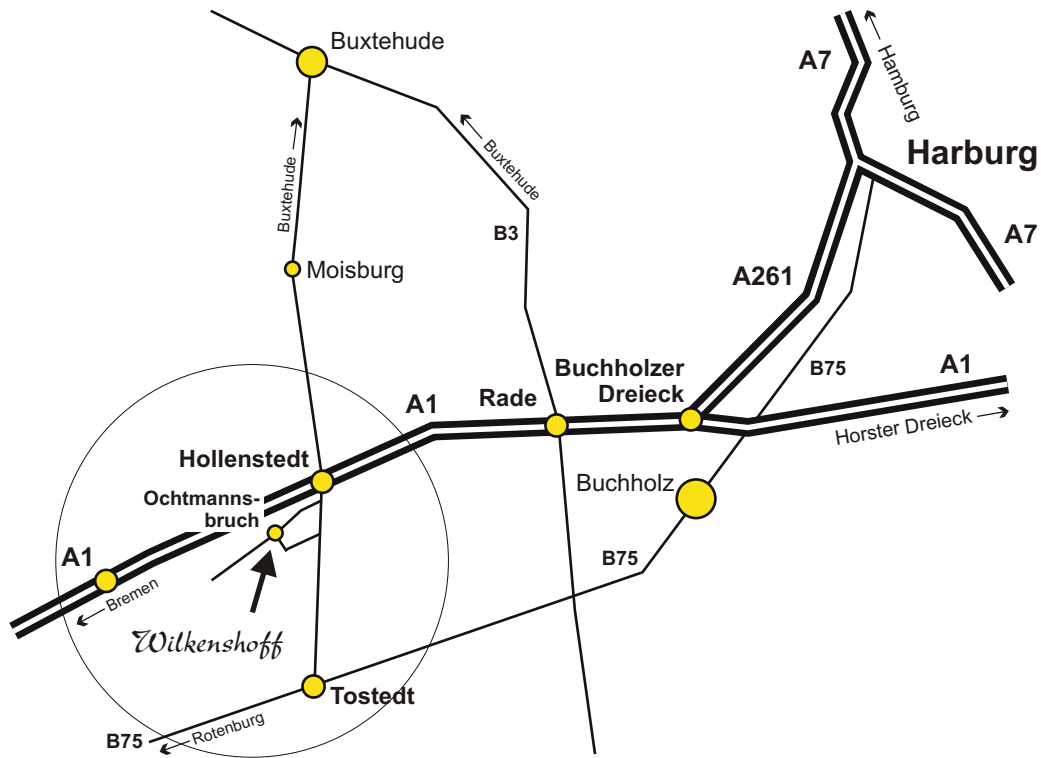 Buxtehude
A7
Hamburg
Harburg
Buxtehude
Buxtehude
B3
A7
Moisburg
A261
Buchholzer
Dreieck
B75
A1
Rade
A1
Horster Dreieck
Hollenstedt
Ochtmanns-
bruch
Buchholz
A1
B75
Bremen
Wilkenshoff
Tostedt
Rotenburg
B75